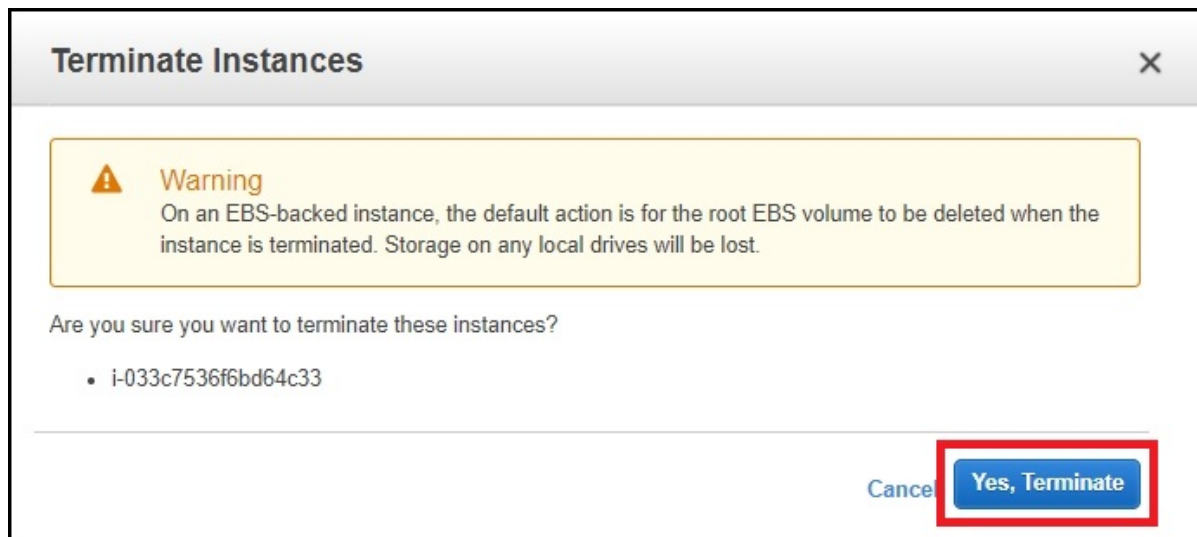 Terminate Instances
Warning
On an EBS-backed instance, the default action is for the root EBS volume to be deleted when the
instance is terminated. Storage on any local drives will be lost.
Are you sure you want to terminate these instances?
• i-033c7536f6bd64c33
Cancel
Yes, Terminate